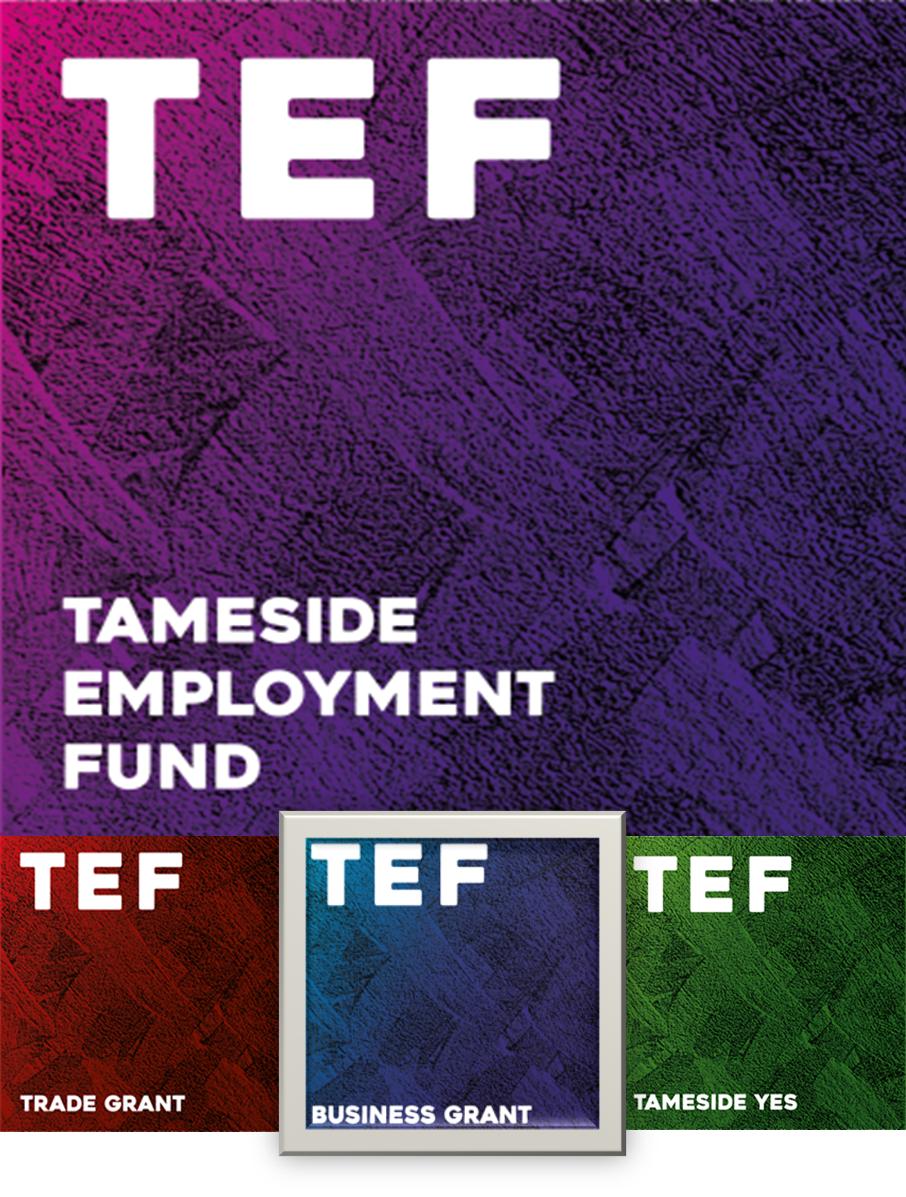 TEF
TAMESIDE
EMPLOYMENT
FUND
TEF
TRADE GRANT
TEF
BUSINESS GRANT
TEF
TAMESIDE YES